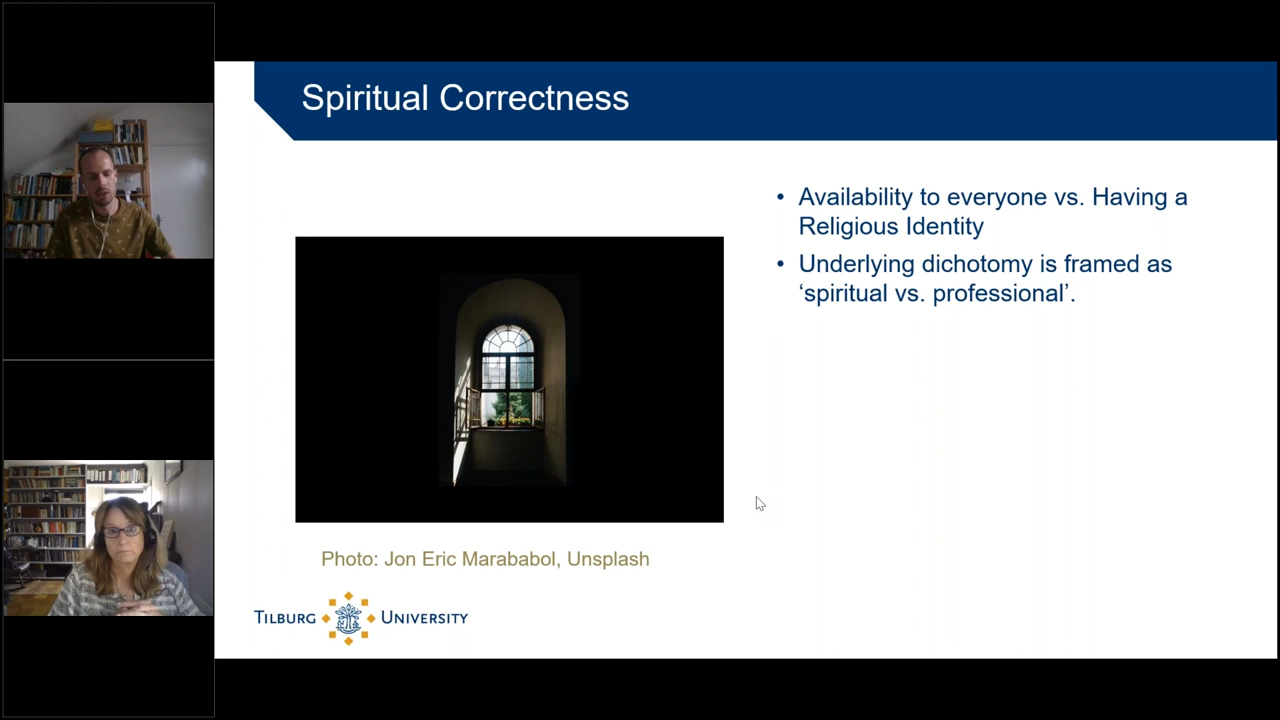 Spiritual Correctness
• Availability to everyone vs. Having a
Religious Identity
• Underlying dichotomy is framed as
‘spiritual vs. professional’.
Photo: Jon Eric Marababol, Unsplash
TILBURG UNIVERSITY